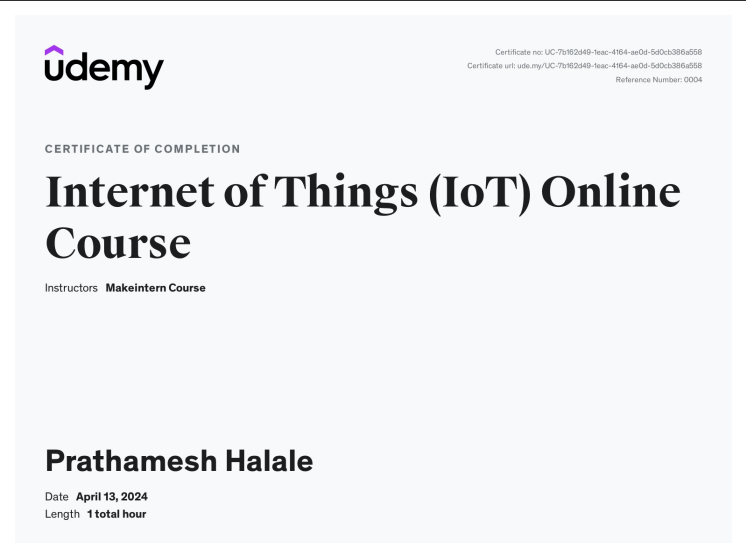 udemy
Certificate no: UC-7b162d49-1eac-4164-ae0d-5d0cb386a558
Certificate url: ude.my/UC-7b162d49-1eac-4164-ae0d-5d0cb386a558
Reference Number: 0004
CERTIFICATE OF COMPLETION
Internet of Things (IoT) Online
Course
Instructors Makeintern Course
Prathamesh Halale
Date April 13, 2024
Length 1 total hour